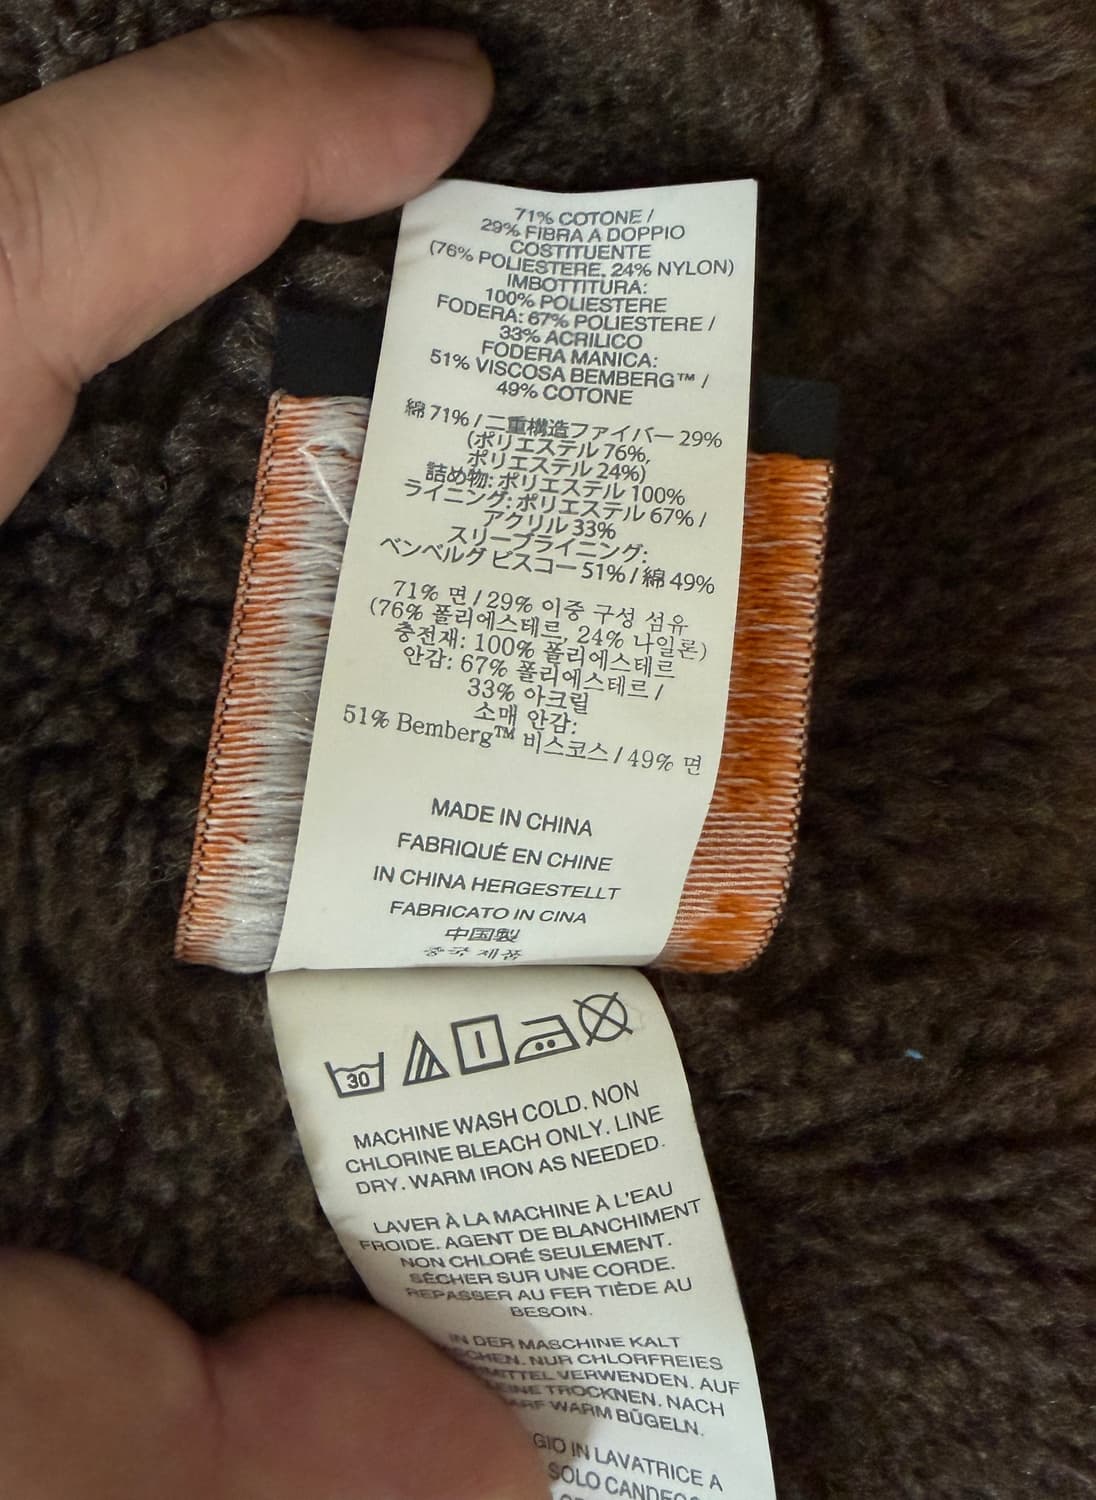 71% COTONE /
29% FIBRA A DOPPIO
COSTITUENTE
(76% POLIESTERE, 24% NYLON)
IMBOTTITURA:
100% POLIESTERE
FODERA: 67% POLIESTERE /
33% ACRILICO
FODERA MANICA:
51% VISCOSA BEMBERG™ /
49% COTONE
綿 71% / 二重構造ファイバー 29%
(ポリエステル 76%,
ポリエステル 24%)
詰め物: ポリエステル 100%
ライニング: ポリエステル 67% /
アクリル 33%
スリーブライニング:
ベンベルグ ビスコー 51% / 綿 49%
71% 면 / 29% 이중 구성 섬유
(76% 폴리에스테르, 24% 나일론)
충전재: 100% 폴리에스테르
안감: 67% 폴리에스테르 /
33% 아크릴
소매 안감:
51% Bemberg™ 비스코스 / 49% 면
MADE IN CHINA
FABRIQUÉ EN CHINE
IN CHINA HERGESTELLT
FABRICATO IN CINA
中国製
중국 제품
30
MACHINE WASH COLD. NON
CHLORINE BLEACH ONLY. LINE
DRY. WARM IRON AS NEEDED.
LAVER À LA MACHINE À L'EAU
FROIDE. AGENT DE BLANCHIMENT
NON CHLORÉ SEULEMENT.
SÉCHER SUR UNE CORDE.
REPASSER AU FER TIÈDE AU
BESOIN.
IN DER MASCHINE KALT
NUR CHLORFREIES
VERWENDEN. AUF
TROCKNEN. NACH
WARM BÜGELN.
IN LAVATRICE A
SOLO